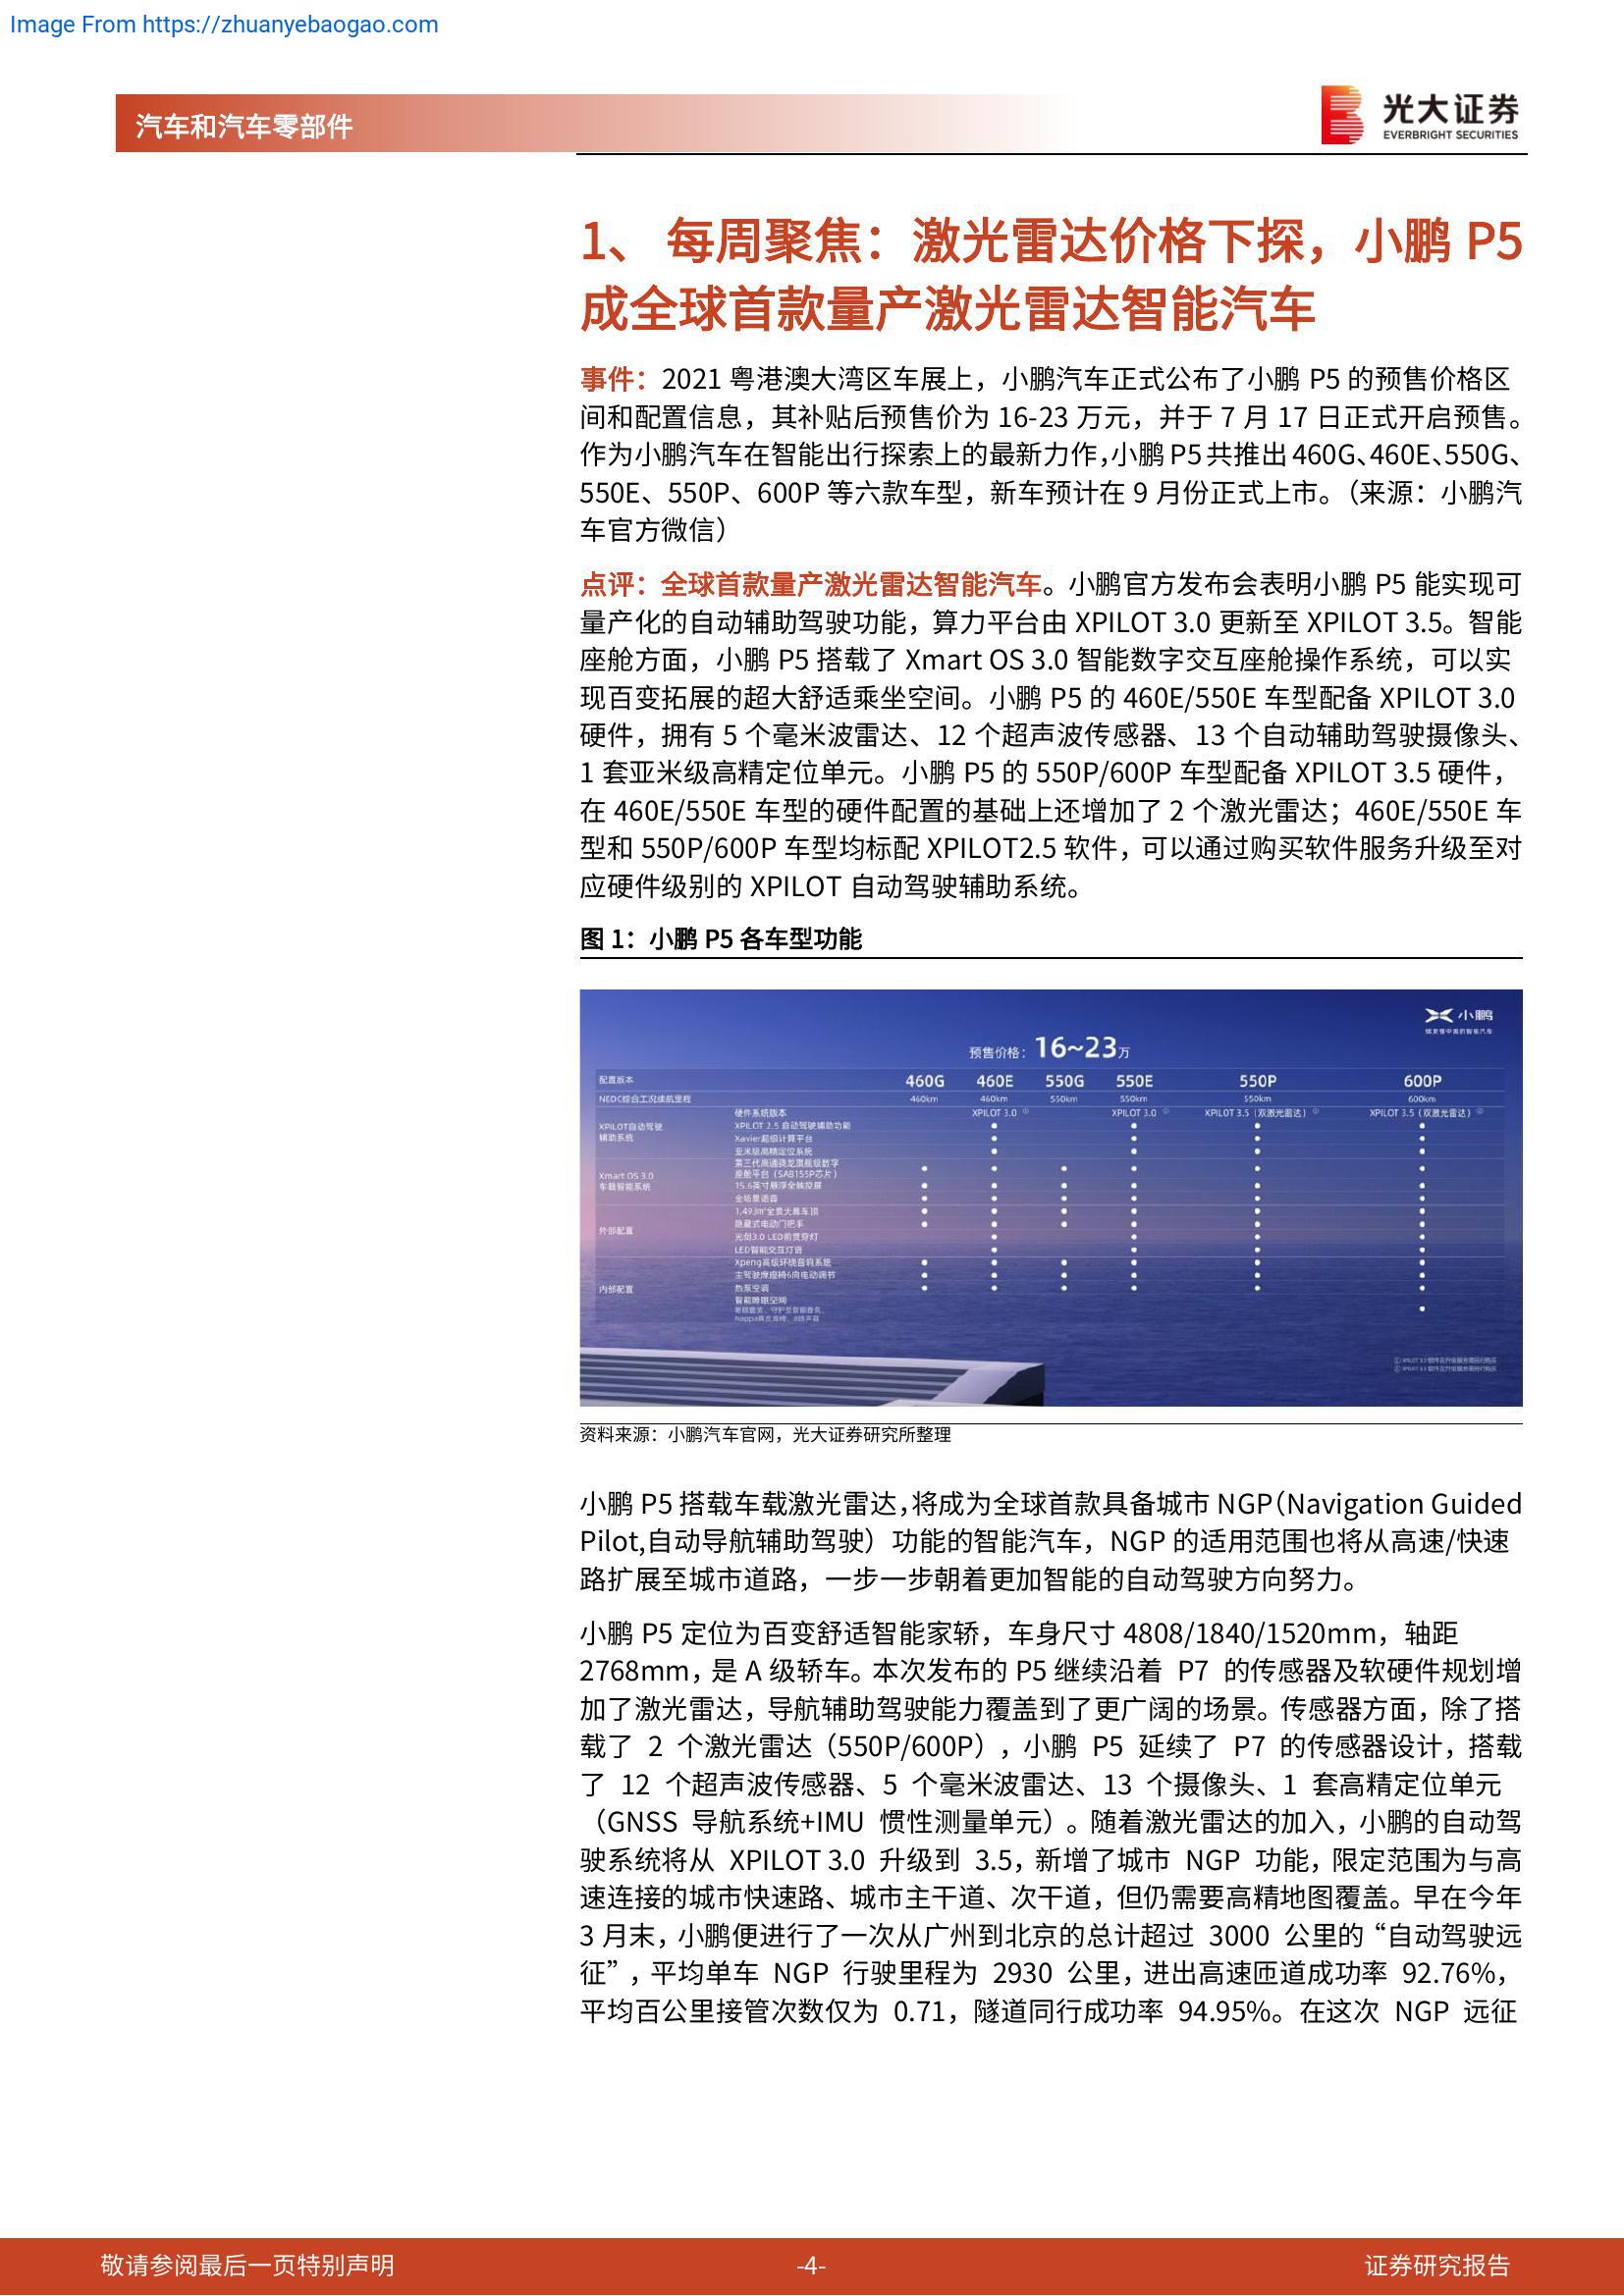 Image From https://zhuanyebaogao.com
汽车和汽车零部件
光大证券
EVERBRIGHT SECURITIES
1、 每周聚焦：激光雷达价格下探，小鹏 P5
成全球首款量产激光雷达智能汽车
事件：2021 粤港澳大湾区车展上，小鹏汽车正式公布了小鹏 P5 的预售价格区
间和配置信息，其补贴后预售价为 16-23 万元，并于 7 月 17 日正式开启预售。
作为小鹏汽车在智能出行探索上的最新力作，小鹏 P5 共推出 460G、460E、550G、
550E、550P、600P 等六款车型，新车预计在 9 月份正式上市。（来源：小鹏汽
车官方微信）
点评：全球首款量产激光雷达智能汽车。小鹏官方发布会表明小鹏 P5 能实现可
量产化的自动辅助驾驶功能，算力平台由 XPILOT 3.0 更新至 XPILOT 3.5。智能
座舱方面，小鹏 P5 搭载了 Xmart OS 3.0 智能数字交互座舱操作系统，可以实
现百变拓展的超大舒适乘坐空间。小鹏 P5 的 460E/550E 车型配备 XPILOT 3.0
硬件，拥有 5 个毫米波雷达、12 个超声波传感器、13 个自动辅助驾驶摄像头、
1 套亚米级高精定位单元。小鹏 P5 的 550P/600P 车型配备 XPILOT 3.5 硬件，
在 460E/550E 车型的硬件配置的基础上还增加了 2 个激光雷达；460E/550E 车
型和 550P/600P 车型均标配 XPILOT2.5 软件，可以通过购买软件服务升级至对
应硬件级别的 XPILOT 自动驾驶辅助系统。
图 1：小鹏 P5 各车型功能
小鹏
预售价格：16~23万
配置版本 460G 460E 550G 550E 550P 600P
NEDC综合工况续航里程 460km 460km 550km 550km 550km 600km
硬件系统版本 XPILOT 3.0 XPILOT 3.0 XPILOT 3.5（双激光雷达） XPILOT 3.5（双激光雷达）
XPILOT自动驾驶
辅助系统
XPILOT 2.5 自动驾驶辅助功能
Xavier超级计算平台
亚米级高精定位系统
Xmart OS 3.0
车载智能系统
第三代高通骁龙旗舰级数字
座舱平台（SA8155P芯片）
15.6英寸悬浮全触控屏
全场景语音
外部配置
1.493m²全景天幕车顶
隐藏式电动门把手
光剑3.0 LED前贯穿灯
LED智能交互灯语
内部配置
Xpeng高级环绕音响系统
主驾驶席座椅6向电动调节
热泵空调
智能睡眠空间
资料来源：小鹏汽车官网，光大证券研究所整理
小鹏 P5 搭载车载激光雷达，将成为全球首款具备城市 NGP（Navigation Guided
Pilot,自动导航辅助驾驶）功能的智能汽车，NGP 的适用范围也将从高速/快速
路扩展至城市道路，一步一步朝着更加智能的自动驾驶方向努力。
小鹏 P5 定位为百变舒适智能家轿，车身尺寸 4808/1840/1520mm，轴距
2768mm，是 A 级轿车。本次发布的 P5 继续沿着 P7 的传感器及软硬件规划增
加了激光雷达，导航辅助驾驶能力覆盖到了更广阔的场景。传感器方面，除了搭
载了 2 个激光雷达（550P/600P），小鹏 P5 延续了 P7 的传感器设计，搭载
了 12 个超声波传感器、5 个毫米波雷达、13 个摄像头、1 套高精定位单元
（GNSS 导航系统+IMU 惯性测量单元）。随着激光雷达的加入，小鹏的自动驾
驶系统将从 XPILOT 3.0 升级到 3.5，新增了城市 NGP 功能，限定范围为与高
速连接的城市快速路、城市主干道、次干道，但仍需要高精地图覆盖。早在今年
3 月末，小鹏便进行了一次从广州到北京的总计超过 3000 公里的“自动驾驶远
征”，平均单车 NGP 行驶里程为 2930 公里，进出高速匝道成功率 92.76%，
平均百公里接管次数仅为 0.71，隧道同行成功率 94.95%。在这次 NGP 远征
敬请参阅最后一页特别声明
-4-
证券研究报告